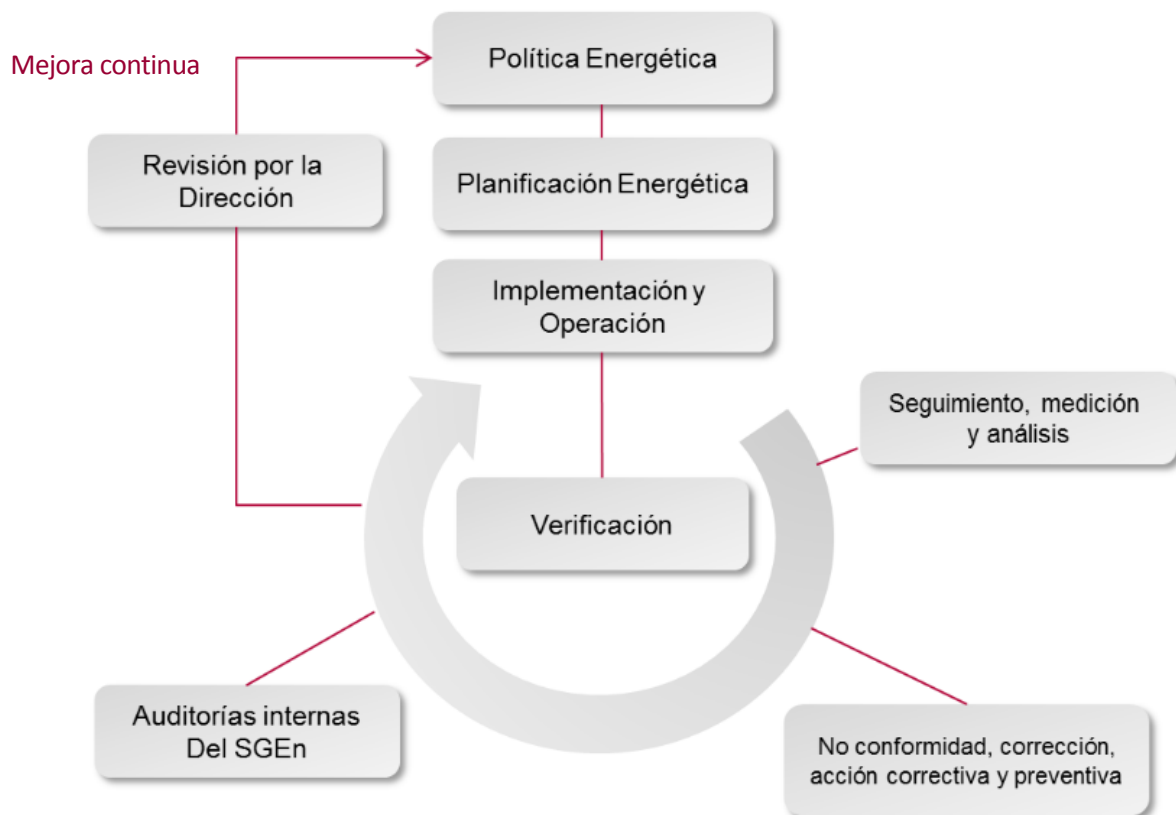 Mejora continua
Política Energética
Revisión por la
Dirección
Planificación Energética
Implementación y
Operación
Seguimiento, medición
y análisis
Verificación
Auditorías internas
Del SGEn
No conformidad, corrección,
acción correctiva y preventiva